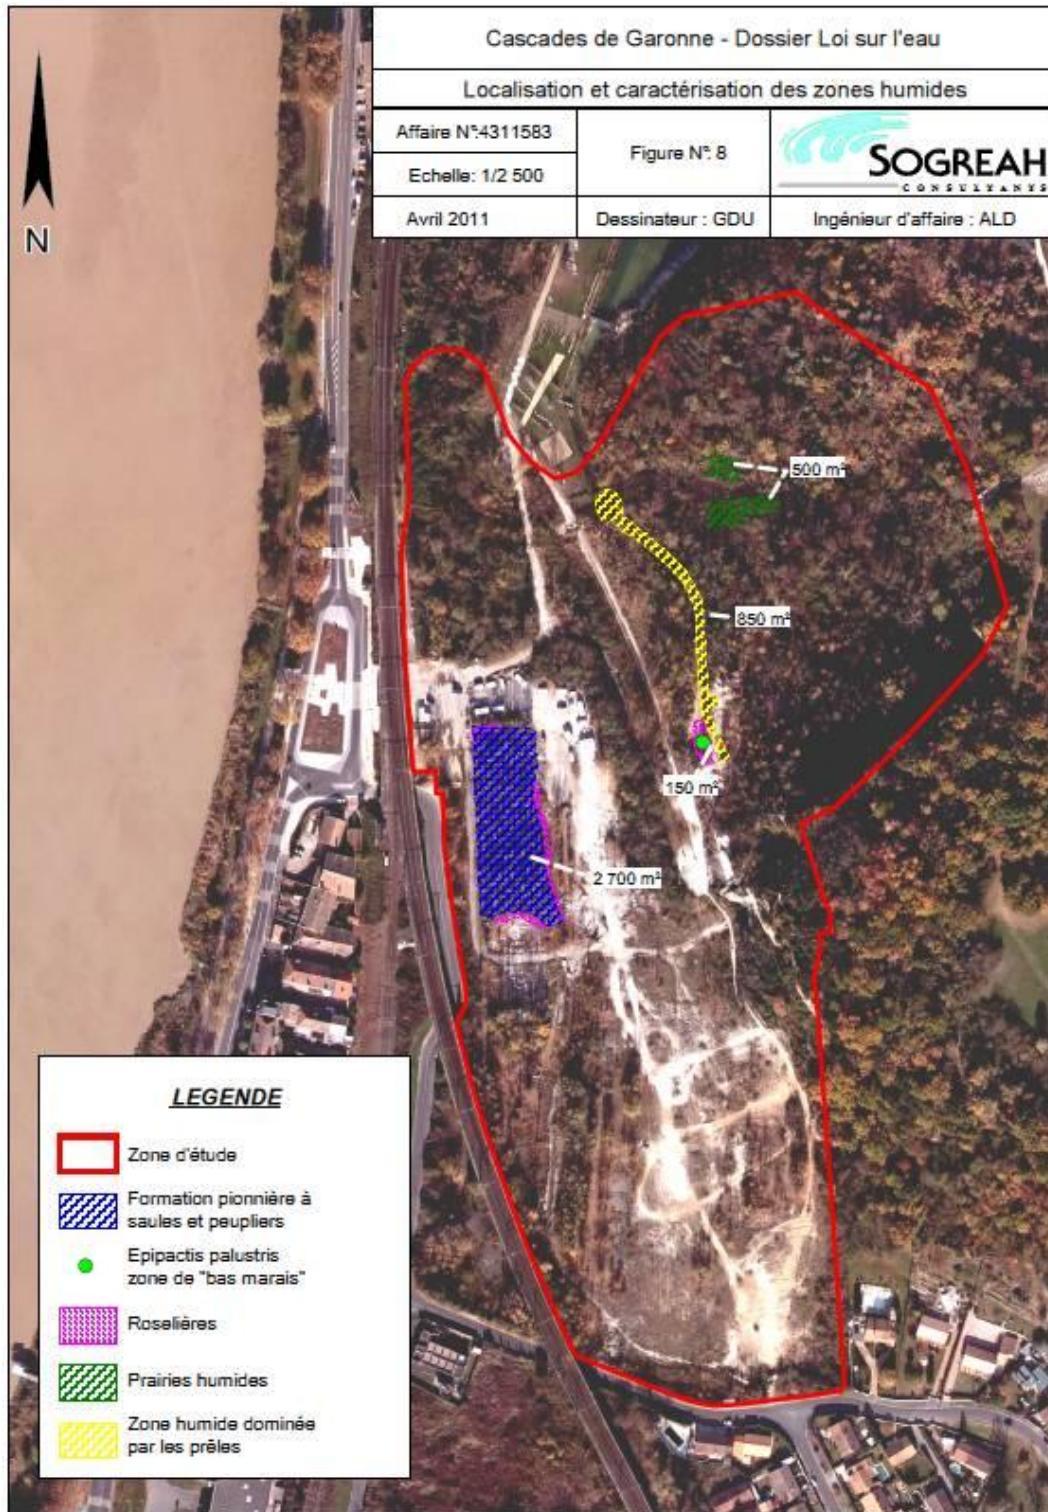 Cascades de Garonne - Dossier Loi sur l'eau
Localisation et caractérisation des zones humides
Affaire N°:4311583
Figure N°: 8
SOGREAH
CONSULTANTS
Echelle: 1/2 500
Avril 2011
Dessinateur : GDU
Ingénieur d'affaire : ALD
N
500 m²
850 m²
150 m²
2 700 m²
LEGENDE
Zone d'étude
Formation pionnière à
saules et peupliers
Epipactis palustris
zone de "bas marais"
Roselières
Prairies humides
Zone humide dominée
par les prêles